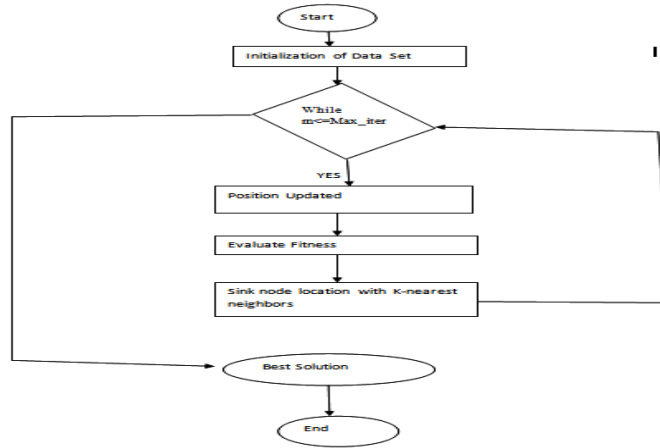 Start
Initialization of Data Set
While
m<=Max_iter
YES
Position Updated
Evaluate Fitness
Sink node location with K-nearest
neighbors
Best Solution
End